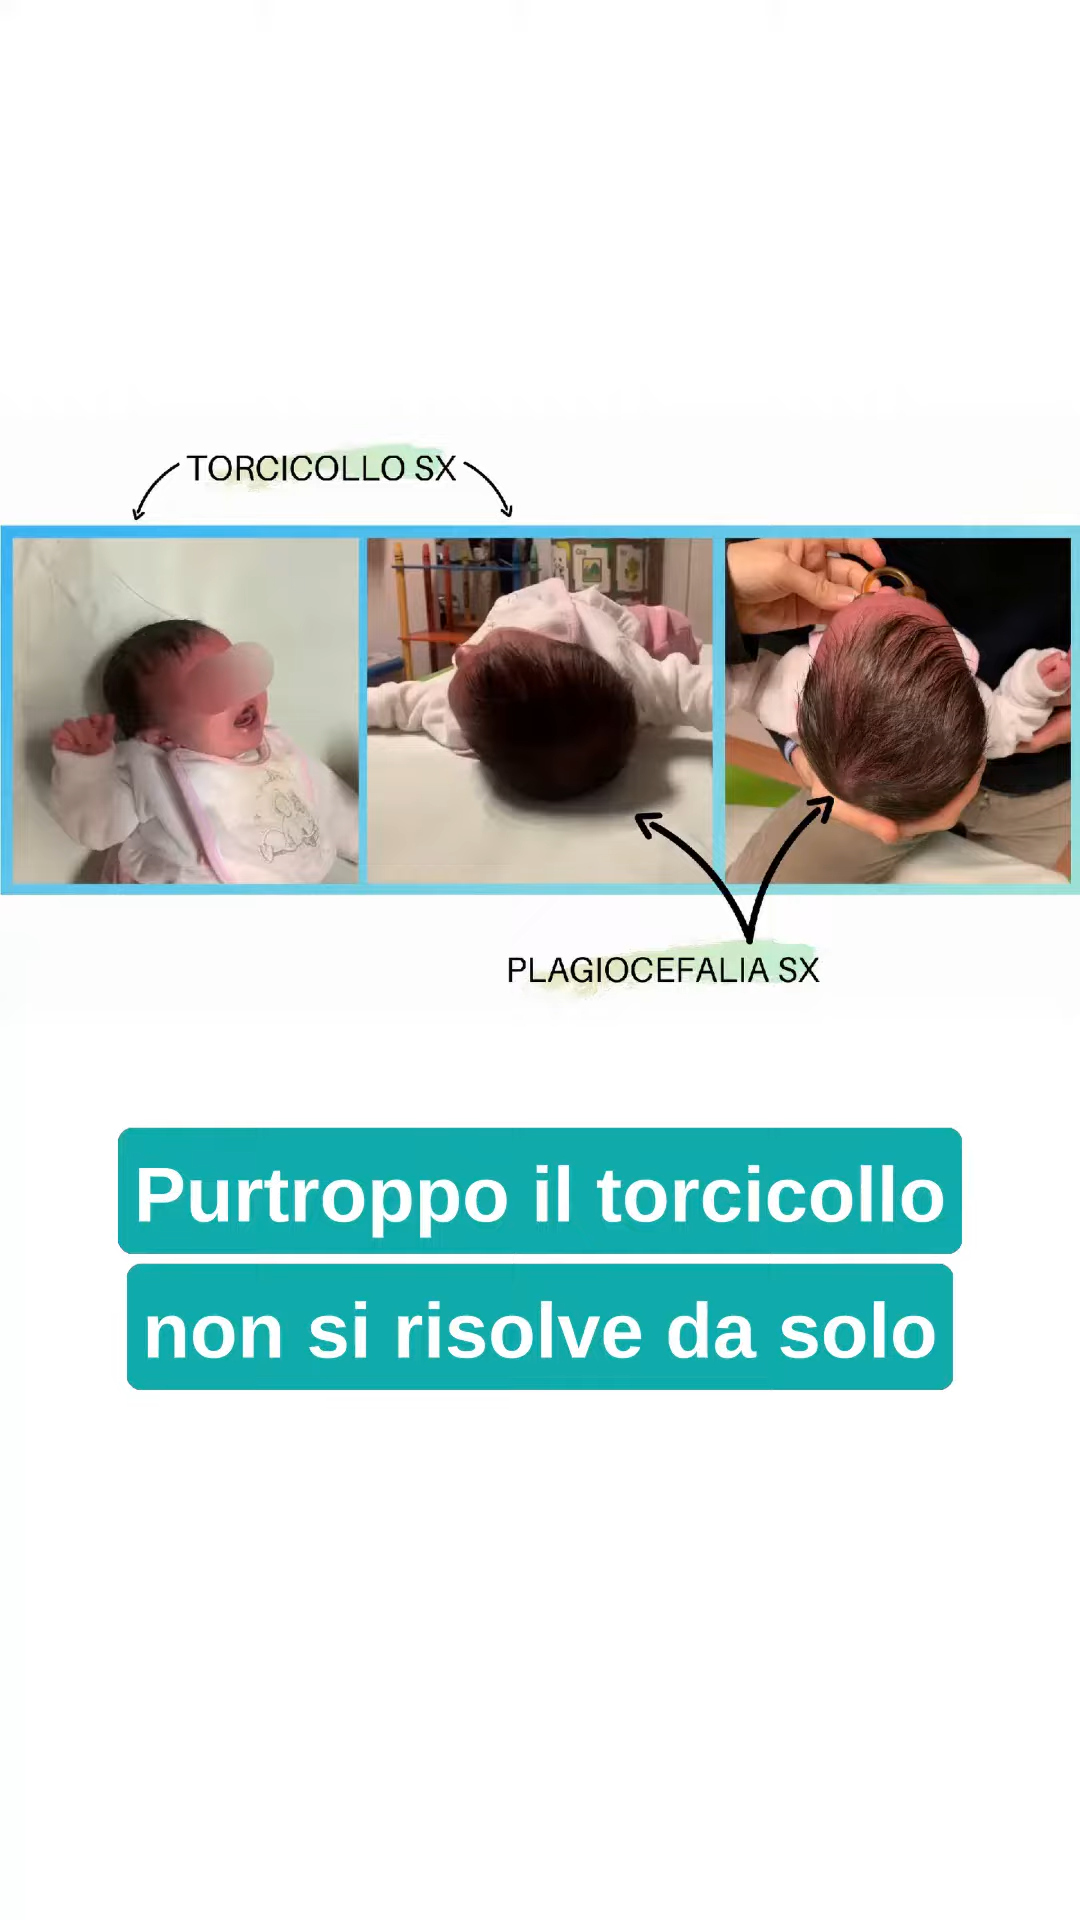 TORCICOLLO SX
PLAGIOCEFALIA SX
Purtroppo il torcicollo
non si risolve da solo